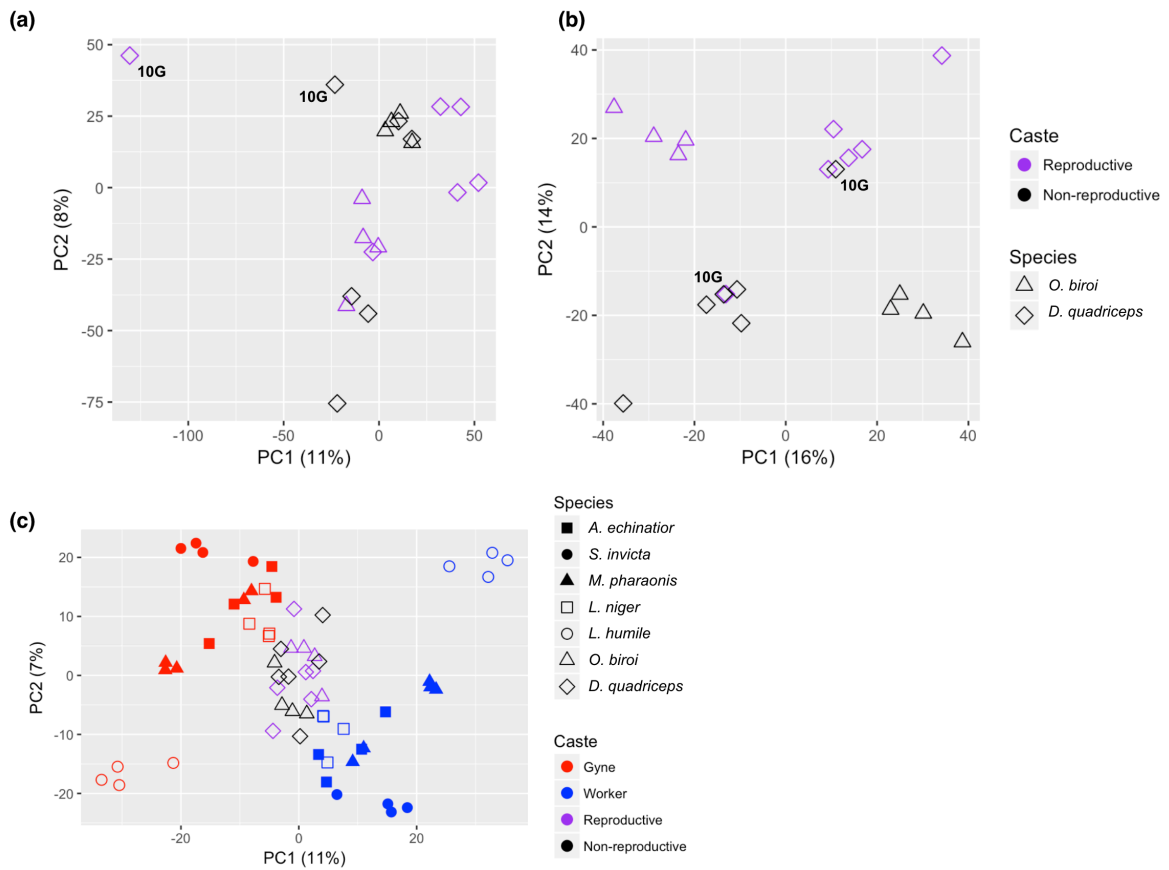 (a)
50
25
0
-25
-50
-75
PC2 (8%)
10G
10G
-100
-50
0
50
PC1 (11%)
(b)
40
20
0
-20
-40
PC2 (14%)
10G
10G
-40
-20
0
20
40
PC1 (16%)
Caste
Reproductive
Non-reproductive
Species
O. biroi
D. quadriceps
(c)
20
10
0
-10
-20
PC2 (7%)
-20
0
20
PC1 (11%)
Species
A. echinatior
S. invicta
M. pharaonis
L. niger
L. humile
O. biroi
D. quadriceps
Caste
Gyne
Worker
Reproductive
Non-reproductive